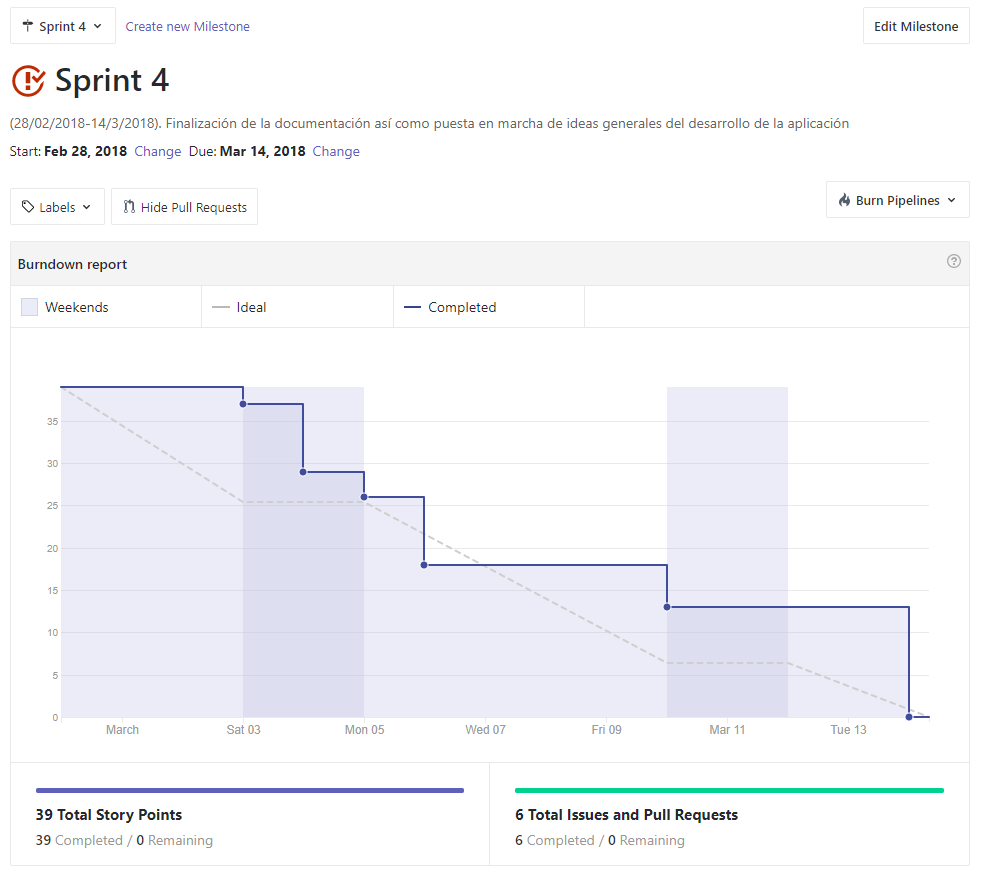 Sprint 4 Create new Milestone Edit Milestone
Sprint 4
(28/02/2018-14/3/2018). Finalización de la documentación así como puesta en marcha de ideas generales del desarrollo de la aplicación
Start: Feb 28, 2018 Change Due: Mar 14, 2018 Change
Labels Hide Pull Requests Burn Pipelines
Burndown report
Weekends Ideal Completed
35
30
25
20
15
10
5
0
March Sat 03 Mon 05 Wed 07 Fri 09 Mar 11 Tue 13
39 Total Story Points 6 Total Issues and Pull Requests
39 Completed / 0 Remaining 6 Completed / 0 Remaining